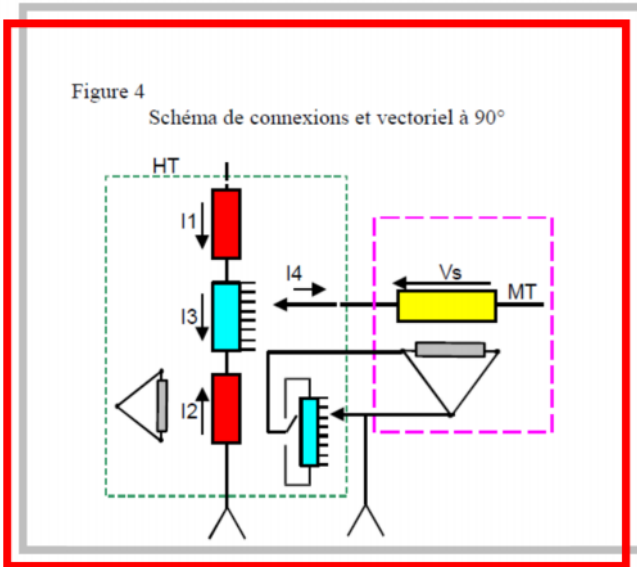 Figure 4
Schéma de connexions et vectoriel à 90°
HT
I1
I4
Vs
MT
I3
I2